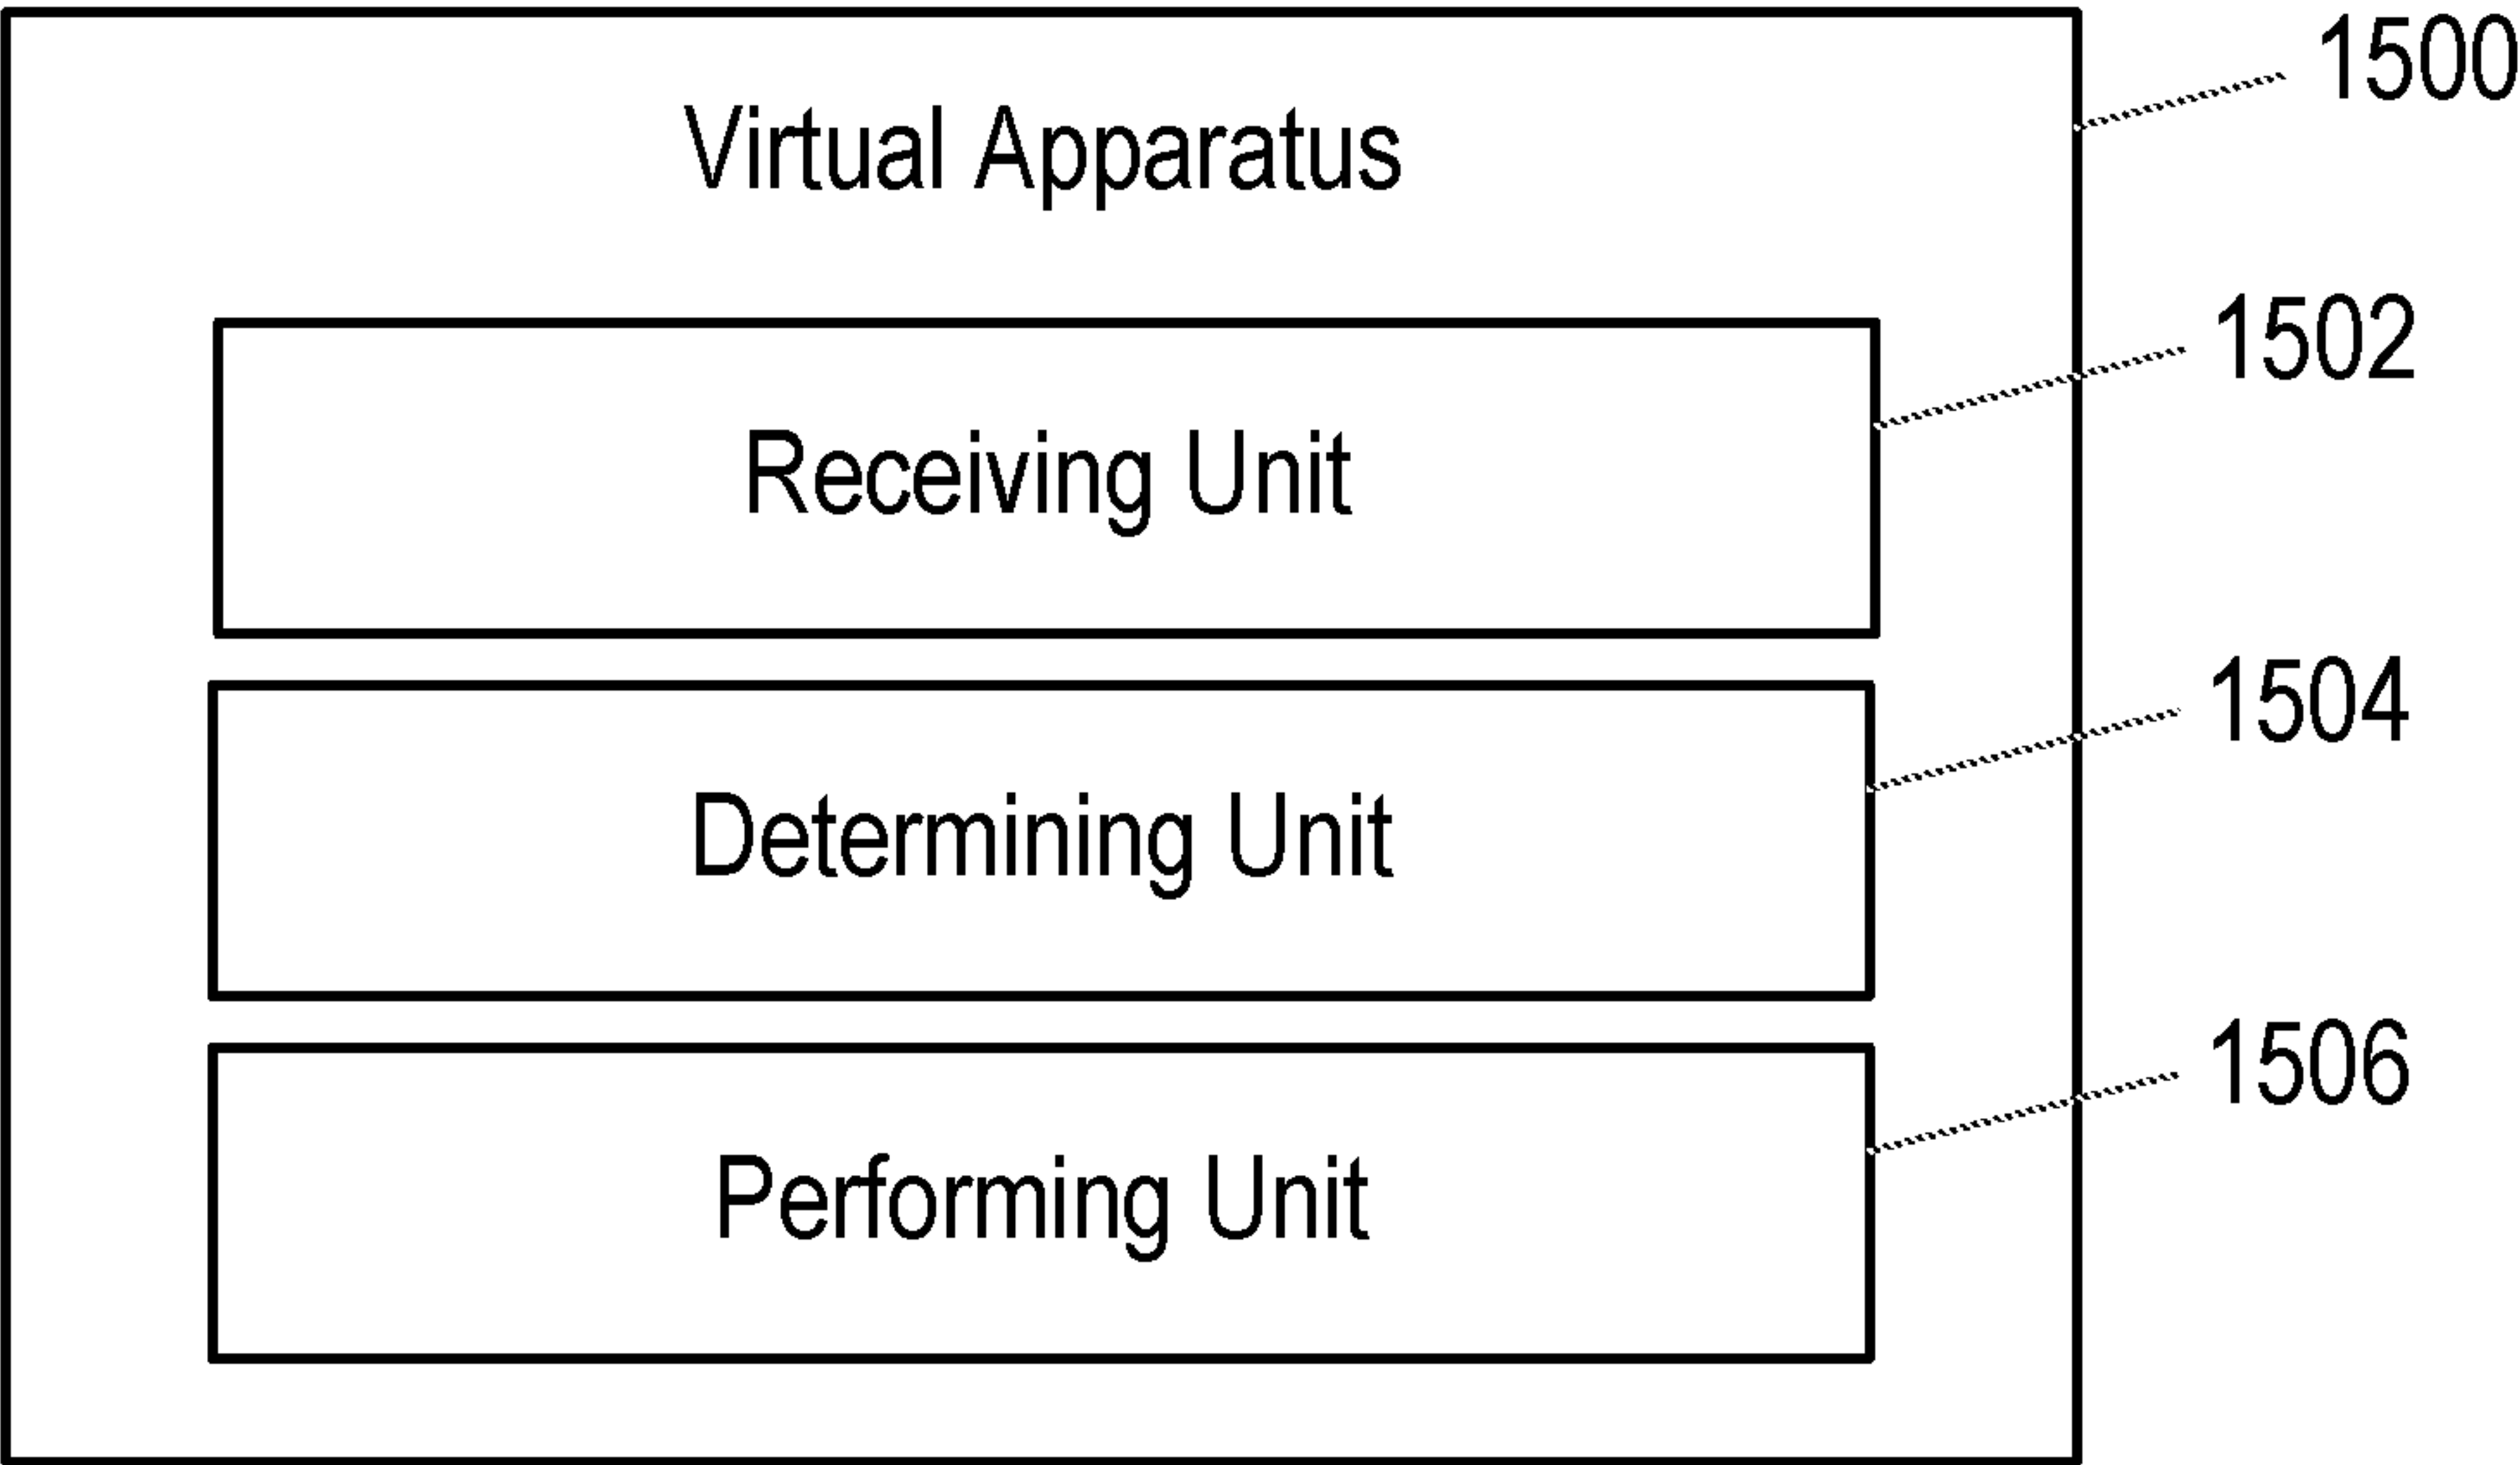 Virtual Apparatus
1500
Receiving Unit
1502
Determining Unit
1504
Performing Unit
1506